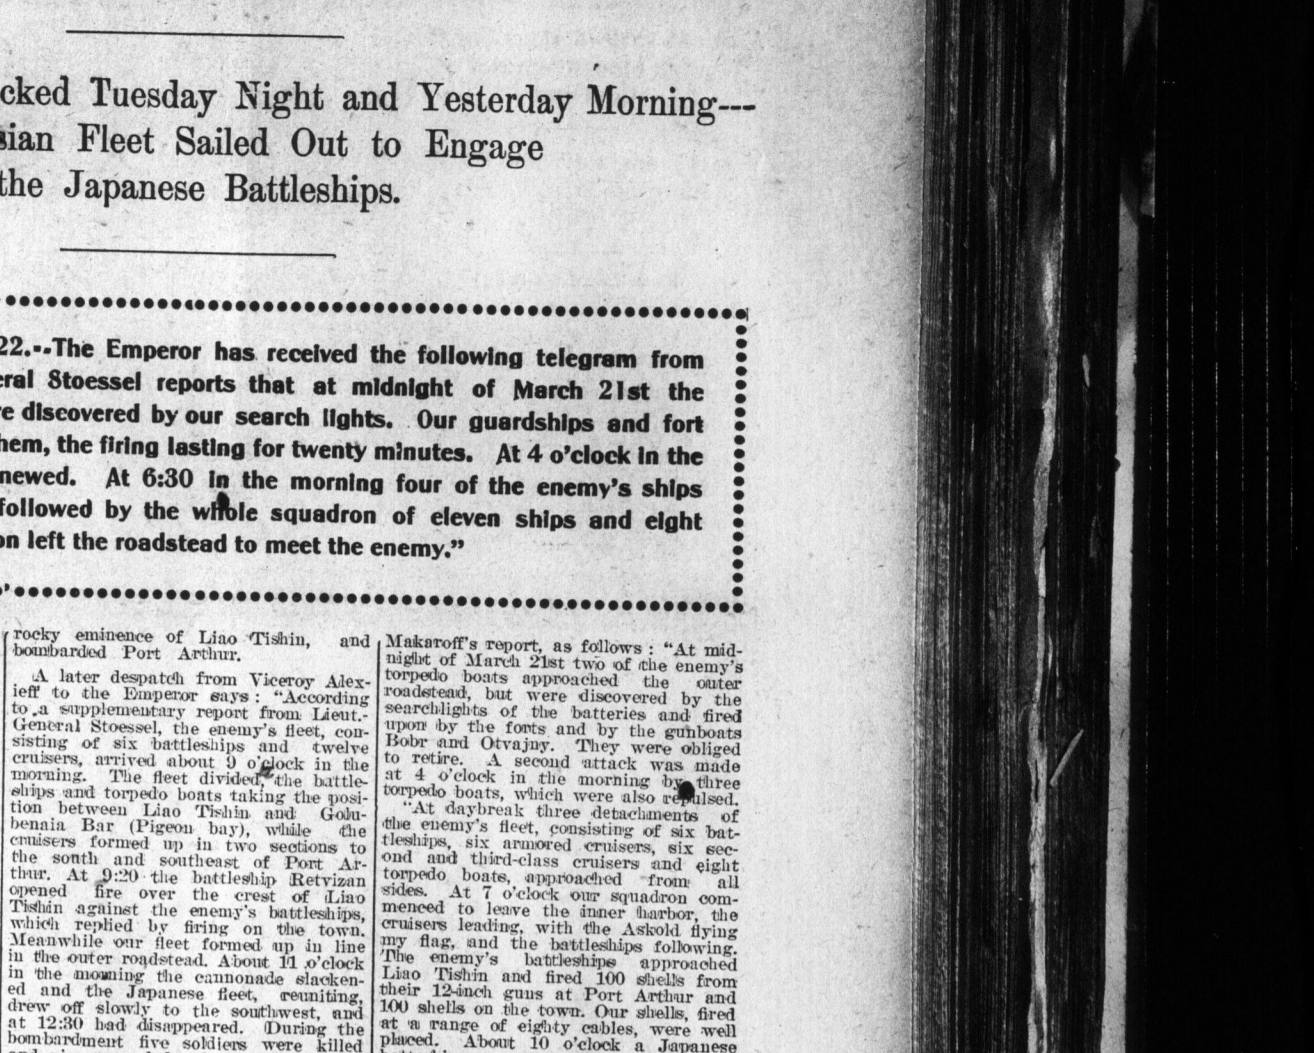 cked Tuesday Night and Yesterday Morning---
sian Fleet Sailed Out to Engage
the Japanese Battleships.
22.--The Emperor has received the following telegram from
eral Stoessel reports that at midnight of March 21st the
re discovered by our search lights. Our guardships and fort
hem, the firing lasting for twenty minutes. At 4 o'clock in the
newed. At 6:30 in the morning four of the enemy's ships
followed by the whole squadron of eleven ships and eight
on left the roadstead to meet the enemy."
rocky eminence of Liao Tishin, and
bombarded Port Arthur.
A later despatch from Viceroy Alex-
ieff to the Emperor says: "According
to a supplementary report from Lieut.-
General Stoessel, the enemy's fleet, con-
sisting of six battleships and twelve
cruisers, arrived about 9 o'clock in the
morning. The fleet divided, the battle-
ships and torpedo boats taking the posi-
tion between Liao Tishin and Golu-
benaia Bar (Pigeon bay), while the
cruisers formed up in two sections to
the south and southeast of Port Ar-
thur. At 9:20 the battleship Retvizan
opened fire over the crest of Liao
Tishin against the enemy's battleships,
which replied by firing on the town.
Meanwhile our fleet formed up in line
in the outer roadstead. About 11 o'clock
in the morning the cannonade slacken-
ed and the Japanese fleet, reuniting,
drew off slowly to the southwest, and
at 12:30 had disappeared. During the
bombardment five soldiers were killed
Makaroff's report, as follows: "At mid-
night of March 21st two of the enemy's
torpedo boats approached the outer
roadstead, but were discovered by the
searchlights of the batteries and fired
upon by the forts and by the gunboats
Bobr and Otvajny. They were obliged
to retire. A second attack was made
at 4 o'clock in the morning by three
torpedo boats, which were also repulsed.
"At daybreak three detachments of
the enemy's fleet, consisting of six bat-
tleships, six armored cruisers, six sec-
ond and third-class cruisers and eight
torpedo boats, approached from all
sides. At 7 o'clock our squadron com-
menced to leave the inner harbor, the
cruisers leading, with the Askold flying
my flag, and the battleships following.
The enemy's battleships approached
Liao Tishin and fired 100 shells from
their 12-inch guns at Port Arthur and
100 shells on the town. Our shells, fired
at a range of eighty cables, were well
placed. About 10 o'clock a Japanese